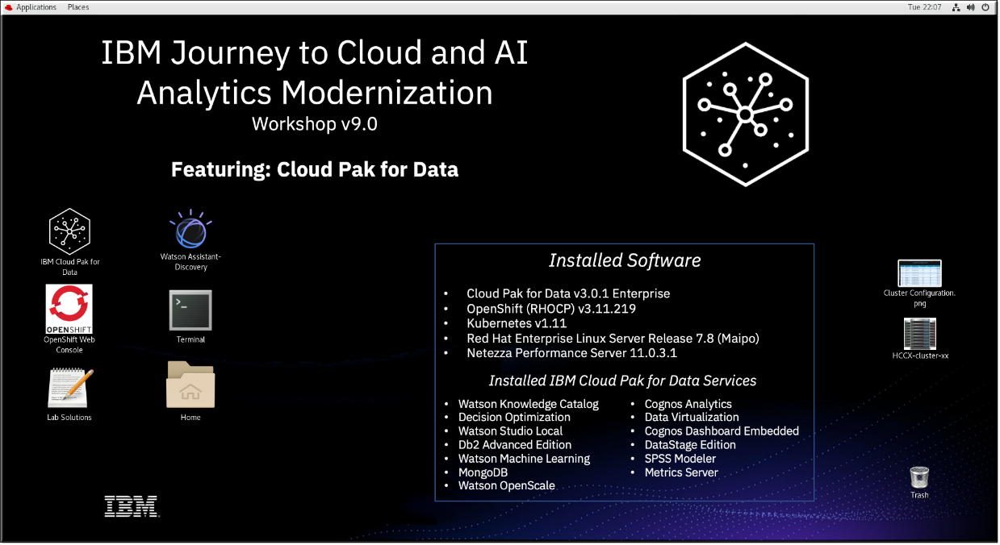 Applications Places Tue 22:07
IBM Journey to Cloud and AI
Analytics Modernization
Workshop v9.0
Featuring: Cloud Pak for Data
IBM Cloud Pak for
Data
Watson Assistant-
Discovery
OPENSHIFT
OpenShift Web
Console
>_
Terminal
Lab Solutions
Home
IBM
Installed Software
• Cloud Pak for Data v3.0.1 Enterprise
• OpenShift (RHOCP) v3.11.219
• Kubernetes v1.11
• Red Hat Enterprise Linux Server Release 7.8 (Maipo)
• Netezza Performance Server 11.0.3.1
Installed IBM Cloud Pak for Data Services
• Watson Knowledge Catalog
• Decision Optimization
• Watson Studio Local
• Db2 Advanced Edition
• Watson Machine Learning
• MongoDB
• Watson OpenScale
• Cognos Analytics
• Data Virtualization
• Cognos Dashboard Embedded
• DataStage Edition
• SPSS Modeler
• Metrics Server
Cluster Configuration.
png
HCCX-cluster-xx
Trash